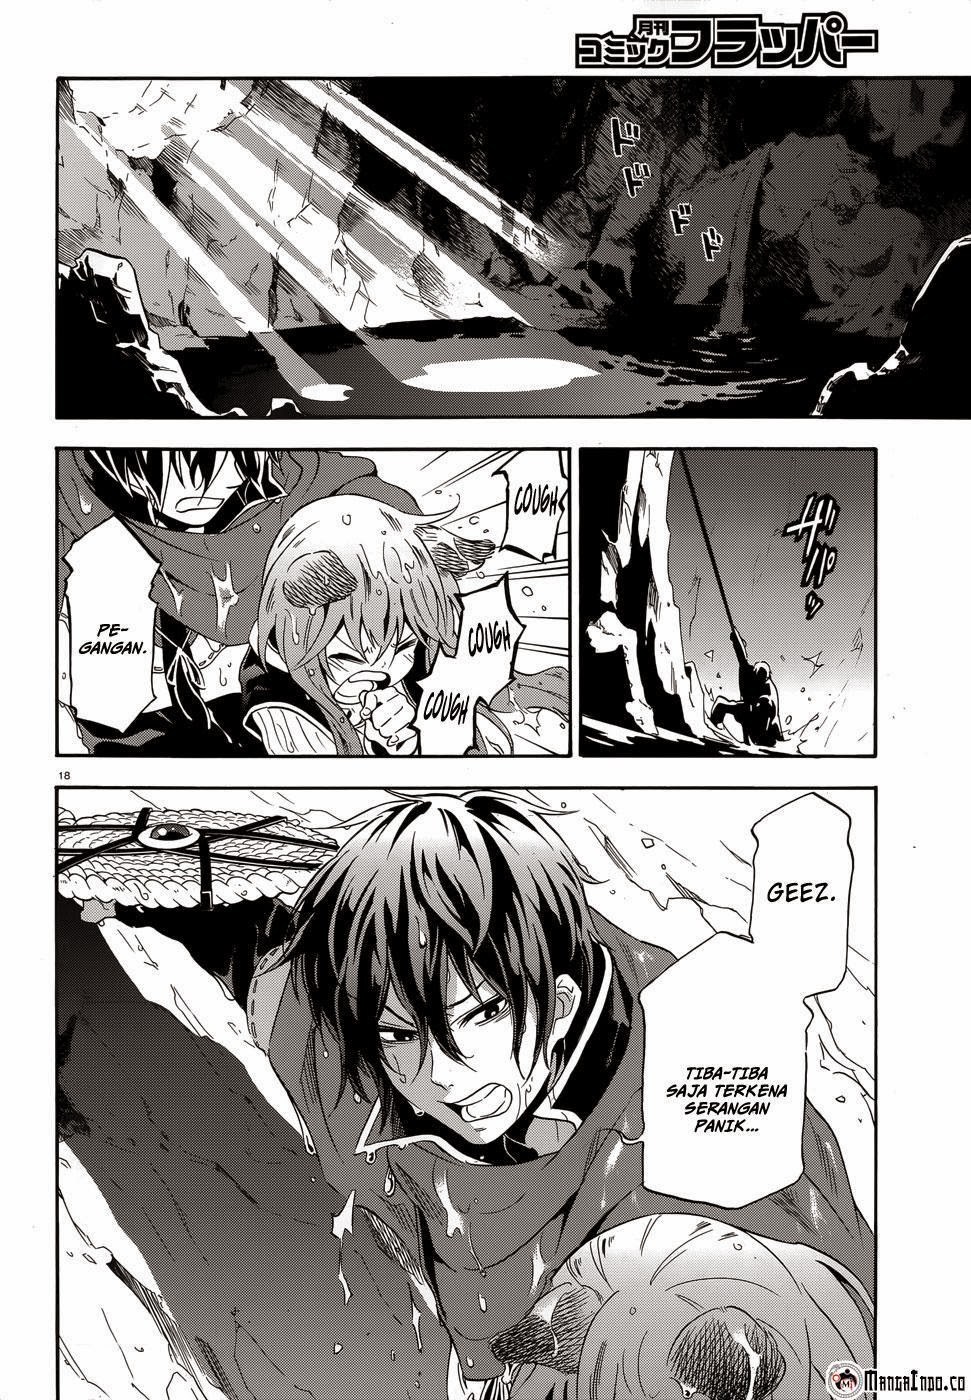 月刊
コミックフラッパー
ドド
ドド
ザパッ
COUGH
COUGH
COUGH
PE-
GANGAN.
18
GEEZ.
TIBA-TIBA
SAJA TERKENA
SERANGAN
PANIK...
MANGAINDO.CO